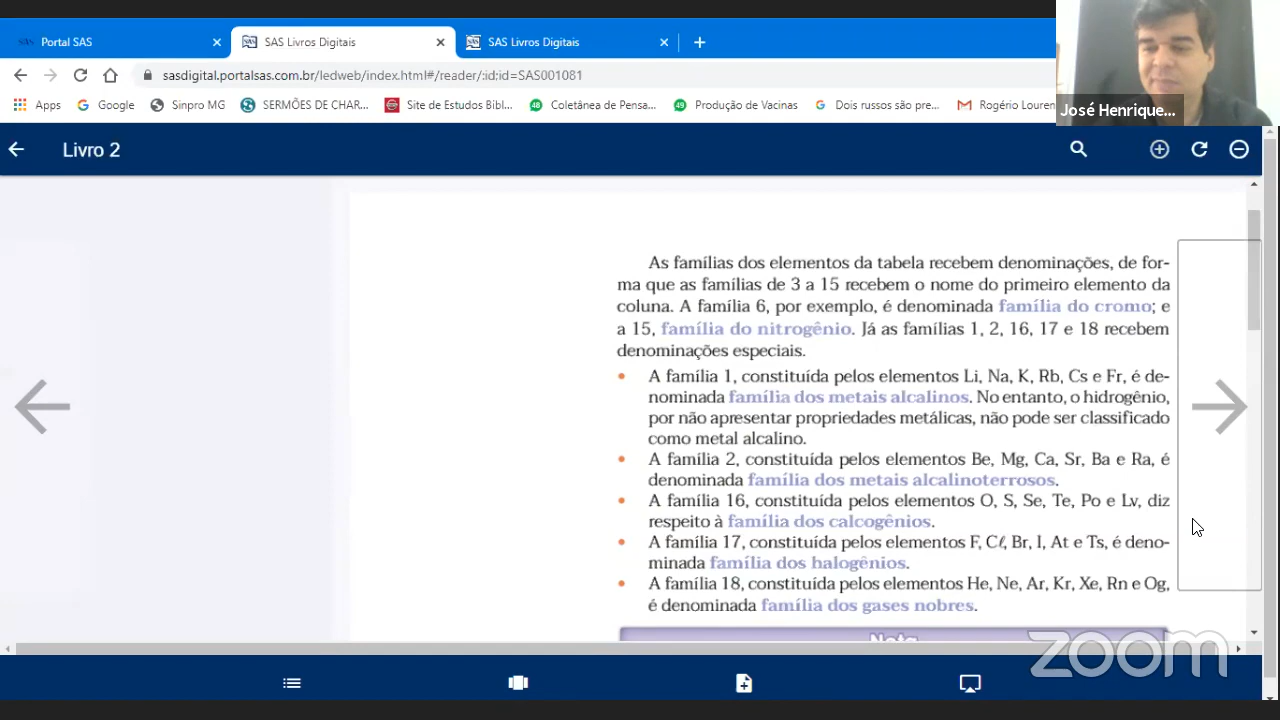 Portal SAS
SAS Livros Digitais
SAS Livros Digitais
sasdigital.portalsas.com.br/ledweb/index.html#/reader/:id:id=SAS001081
Apps Google Sinpro MG SERMÕES DE CHAR... Site de Estudos Bíbl... Coletânea de Pensa... Produção de Vacinas Dois russos são pre... Rogério Louren
José Henrique...
Livro 2
As famílias dos elementos da tabela recebem denominações, de for-
ma que as famílias de 3 a 15 recebem o nome do primeiro elemento da
coluna. A família 6, por exemplo, é denominada família do cromo; e
a 15, família do nitrogênio. Já as famílias 1, 2, 16, 17 e 18 recebem
denominações especiais.
• A família 1, constituída pelos elementos Li, Na, K, Rb, Cs e Fr, é de-
nominada família dos metais alcalinos. No entanto, o hidrogênio,
por não apresentar propriedades metálicas, não pode ser classificado
como metal alcalino.
• A família 2, constituída pelos elementos Be, Mg, Ca, Sr, Ba e Ra, é
denominada família dos metais alcalinoterrosos.
• A família 16, constituída pelos elementos O, S, Se, Te, Po e Lv, diz
respeito à família dos calcogênios.
• A família 17, constituída pelos elementos F, Cℓ, Br, I, At e Ts, é deno-
minada família dos halogênios.
• A família 18, constituída pelos elementos He, Ne, Ar, Kr, Xe, Rn e Og,
é denominada família dos gases nobres.
Nota
zoom